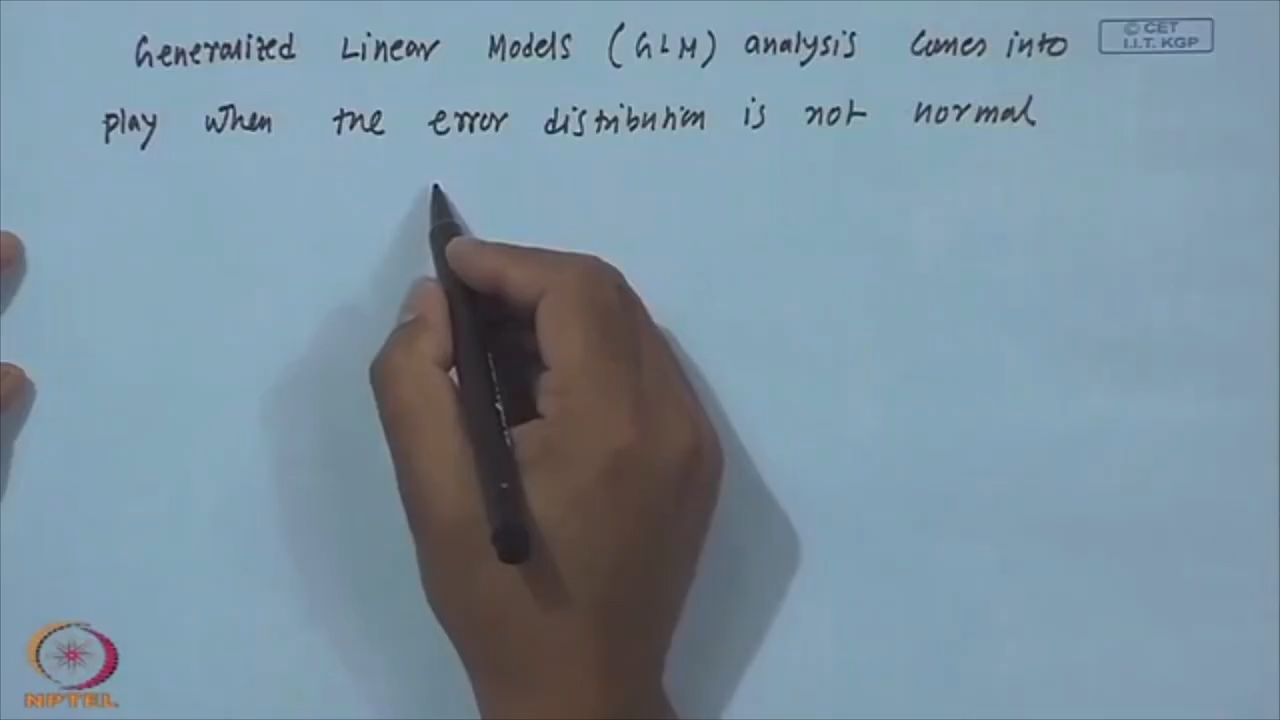 Generalized Linear Models (GLM) analysis Comes into
play when the error distribution is not normal
© CET
I.I.T. KGP
NPTEL